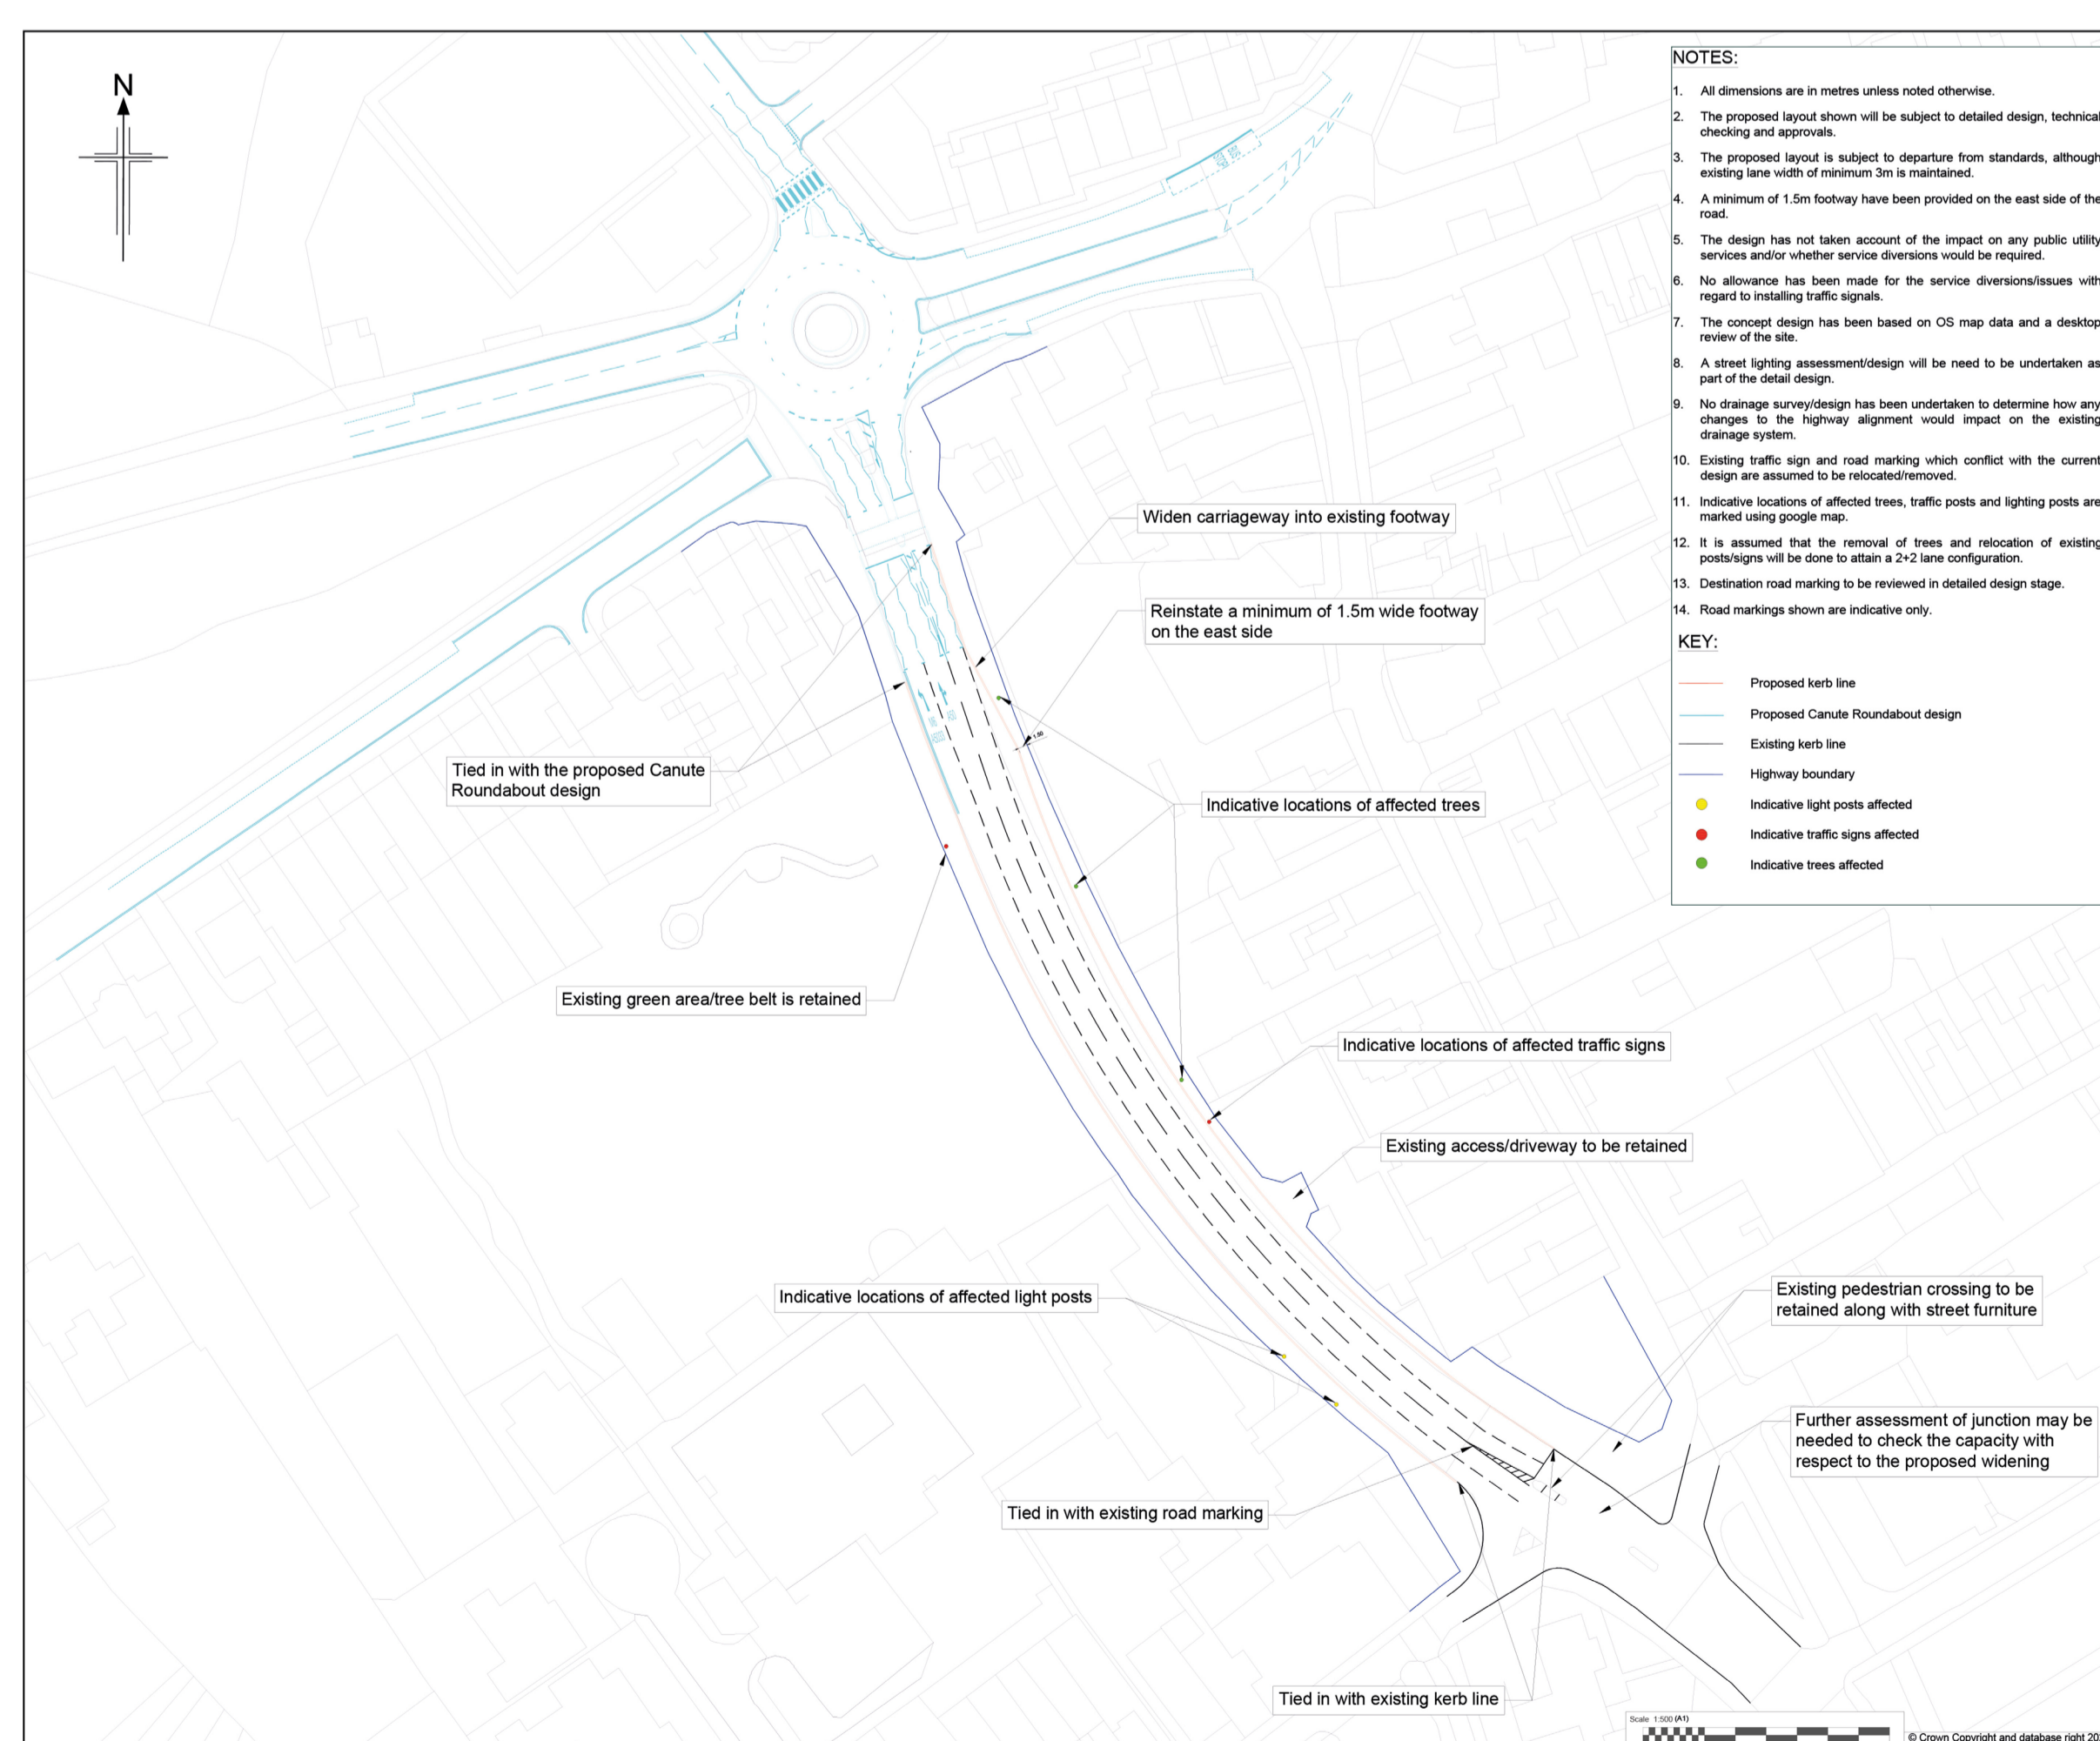 N
NOTES:
1. All dimensions are in metres unless noted otherwise.
2. The proposed layout shown will be subject to detailed design, technical
checking and approvals.
3. The proposed layout is subject to departure from standards, although
existing lane width of minimum 3m is maintained.
4. A minimum of 1.5m footway have been provided on the east side of the
road.
5. The design has not taken account of the impact on any public utility
services and/or whether service diversions would be required.
6. No allowance has been made for the service diversions/issues with
regard to installing traffic signals.
7. The concept design has been based on OS map data and a desktop
review of the site.
8. A street lighting assessment/design will be need to be undertaken as
part of the detail design.
9. No drainage survey/design has been undertaken to determine how any
changes to the highway alignment would impact on the existing
drainage system.
10. Existing traffic sign and road marking which conflict with the current
design are assumed to be relocated/removed.
11. Indicative locations of affected trees, traffic posts and lighting posts are
marked using google map.
12. It is assumed that the removal of trees and relocation of existing
posts/signs will be done to attain a 2+2 lane configuration.
13. Destination road marking to be reviewed in detailed design stage.
14. Road markings shown are indicative only.
KEY:
Proposed kerb line
Proposed Canute Roundabout design
Existing kerb line
Highway boundary
Indicative light posts affected
Indicative traffic signs affected
Indicative trees affected
Widen carriageway into existing footway
Reinstate a minimum of 1.5m wide footway
on the east side
1.50
Tied in with the proposed Canute
Roundabout design
Indicative locations of affected trees
Existing green area/tree belt is retained
Indicative locations of affected traffic signs
Existing access/driveway to be retained
Indicative locations of affected light posts
Existing pedestrian crossing to be
retained along with street furniture
Further assessment of junction may be
needed to check the capacity with
respect to the proposed widening
Tied in with existing road marking
Tied in with existing kerb line
Scale 1:500 (A1)
© Crown Copyright and database right